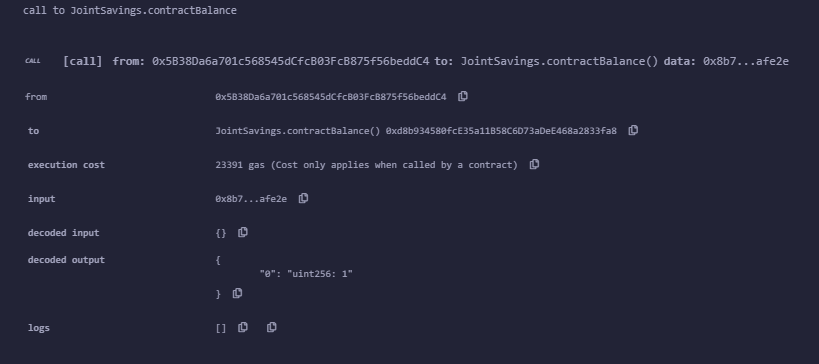 call to JointSavings.contractBalance
CALL [call] from: 0x5B38Da6a701c568545dCfcB03FcB875f56beddC4 to: JointSavings.contractBalance() data: 0x8b7...afe2e
from 0x5B38Da6a701c568545dCfcB03FcB875f56beddC4
to JointSavings.contractBalance() 0xd8b934580fcE35a11B58C6D73aDeE468a2833fa8
execution cost 23391 gas (Cost only applies when called by a contract)
input 0x8b7...afe2e
decoded input {}
decoded output {
"0": "uint256: 1"
}
logs []